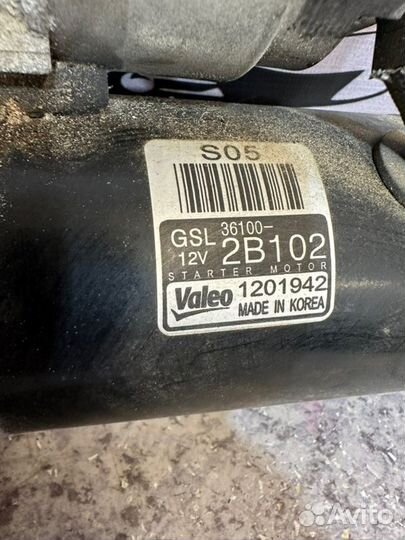 S05
GSL 36100-
12V 2B102
STARTER MOTOR
Valeo 1201942
MADE IN KOREA
Avito